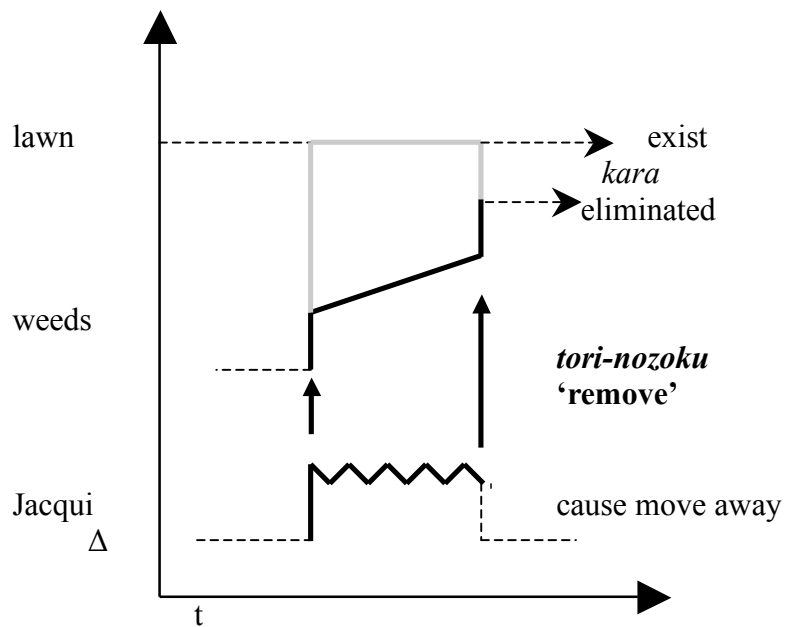 lawn exist
kara
eliminated
weeds
tori-nozoku
‘remove’
Jacqui cause move away
Δ
t